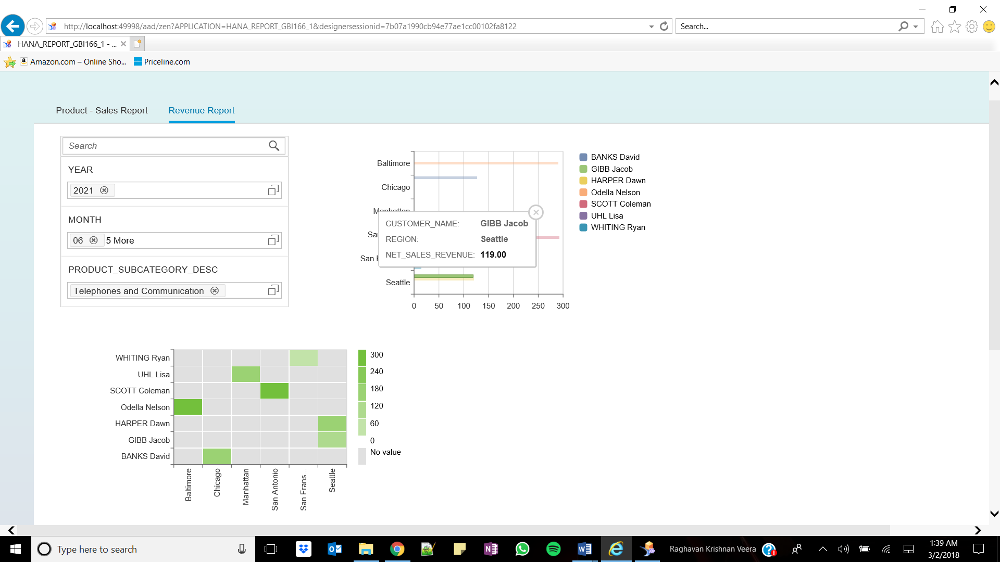 http://localhost:49998/aad/zen?APPLICATION=HANA_REPORT_GBI166_1&designersessionid=7b07a1990cb94e77ae1cc00102fa8122
Search...
HANA_REPORT_GBI166_1 - ...
Amazon.com – Online Sho...
Priceline.com
Product - Sales Report
Revenue Report
Search
YEAR
2021
MONTH
06
5 More
PRODUCT_SUBCATEGORY_DESC
Telephones and Communication
Baltimore
Chicago
Manhattan
San
San
Seattle
0 50 100 150 200 250 300
CUSTOMER_NAME: GIBB Jacob
REGION: Seattle
NET_SALES_REVENUE: 119.00
BANKS David
GIBB Jacob
HARPER Dawn
Odella Nelson
SCOTT Coleman
UHL Lisa
WHITING Ryan
WHITING Ryan
UHL Lisa
SCOTT Coleman
Odella Nelson
HARPER Dawn
GIBB Jacob
BANKS David
Baltimore
Chicago
Manhattan
San Antonio
San Frans...
Seattle
300
240
180
120
60
0
No value
Type here to search
Raghavan Krishnan Veera
1:39 AM
3/2/2018